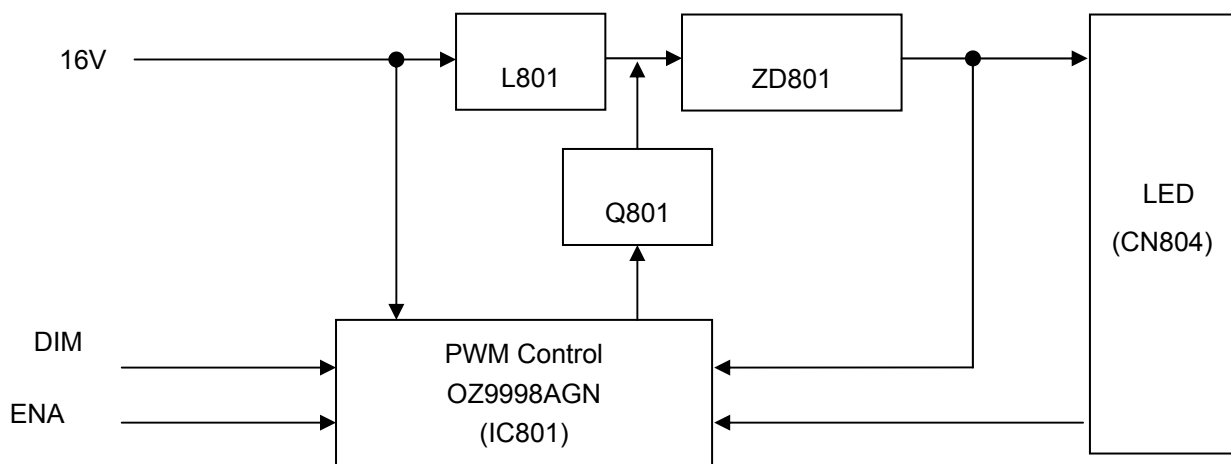 16V
L801
ZD801
Q801
LED
(CN804)
DIM
ENA
PWM Control
OZ9998AGN
(IC801)